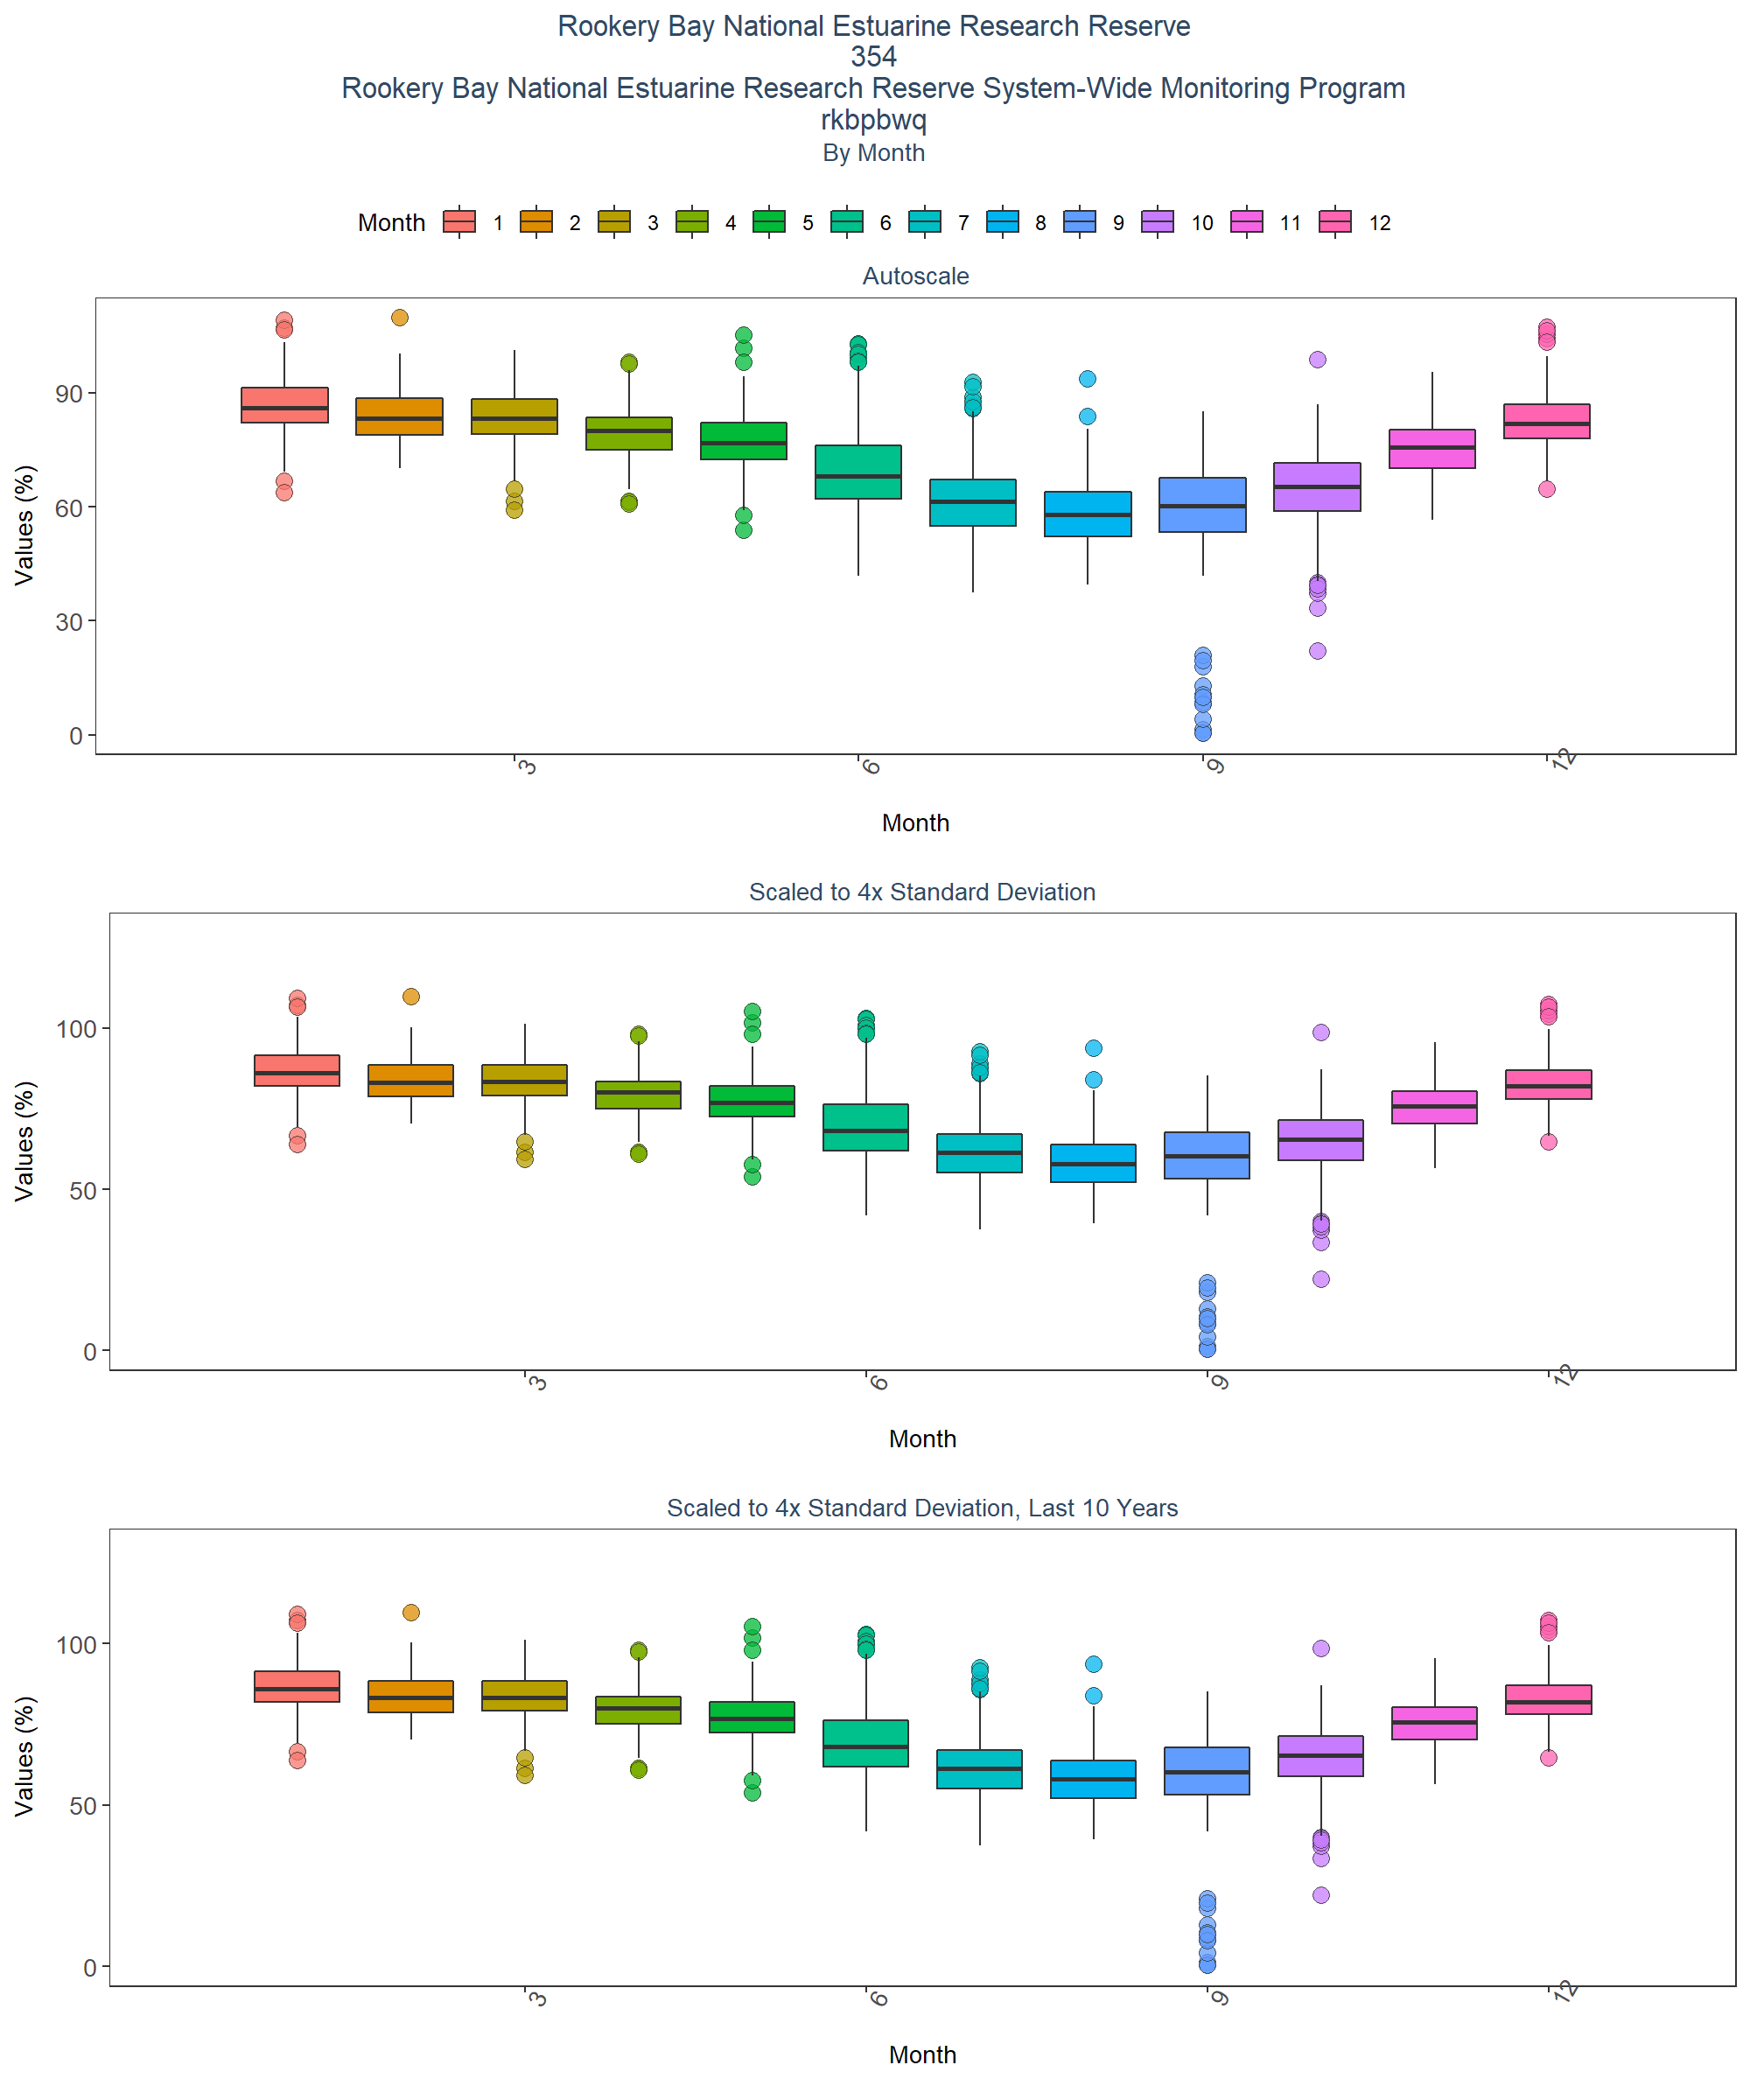 Rookery Bay National Estuarine Research Reserve
354
Rookery Bay National Estuarine Research Reserve System-Wide Monitoring Program
rkbpbwq
By Month
Month 1 2 3 4 5 6 7 8 9 10 11 12
Autoscale
Values (%)
90
60
30
0
3 6 9 12
Month
Scaled to 4x Standard Deviation
Values (%)
100
50
0
3 6 9 12
Month
Scaled to 4x Standard Deviation, Last 10 Years
Values (%)
100
50
0
3 6 9 12
Month